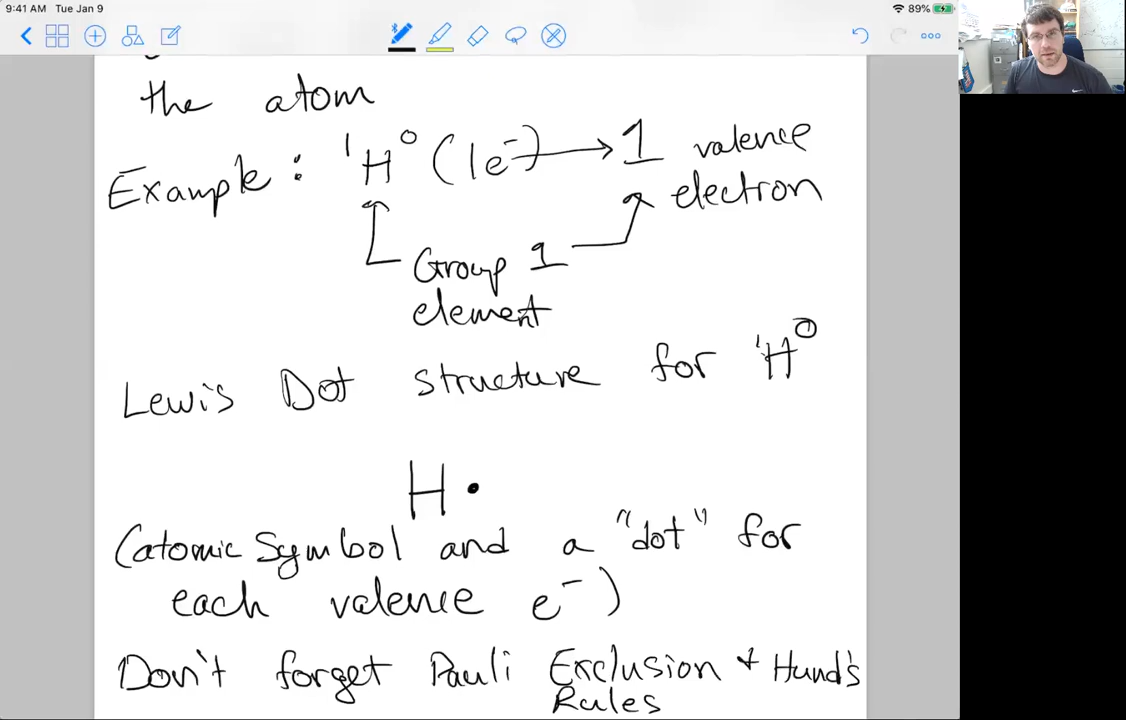 9:41 AM Tue Jan 9
89%
the atom
Example: ¹H⁰ (1e⁻) → 1 valence
electron
Group 1
element
Lewis Dot structure for ¹H⁰
H •
(atomic symbol and a "dot" for
each valence e⁻)
Don't forget Pauli Exclusion + Hund's
Rules